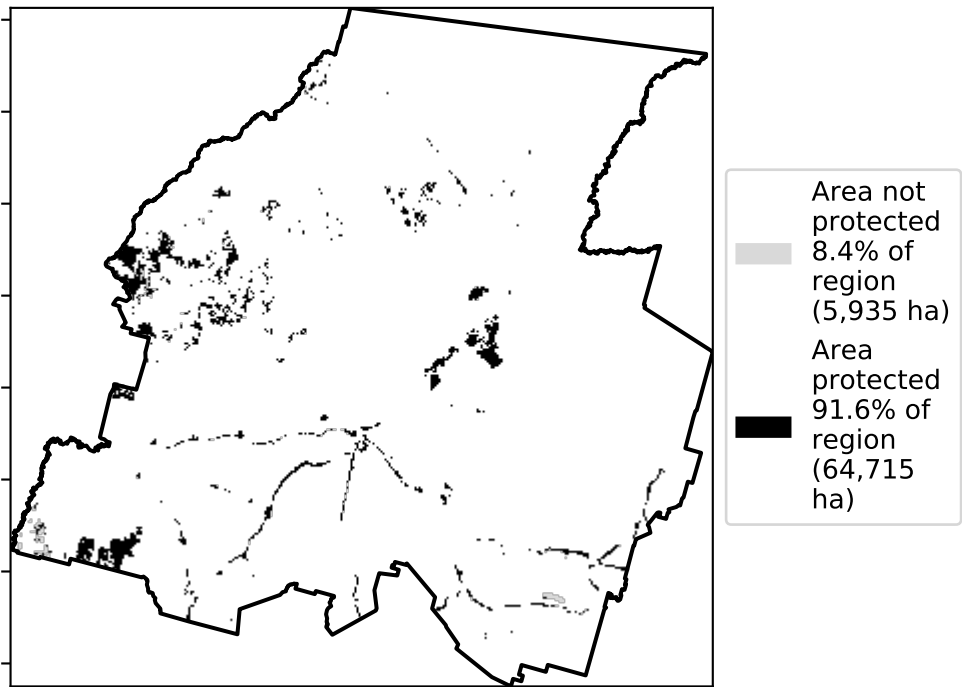 Area not
protected
8.4% of
region
(5,935 ha)
Area
protected
91.6% of
region
(64,715
ha)